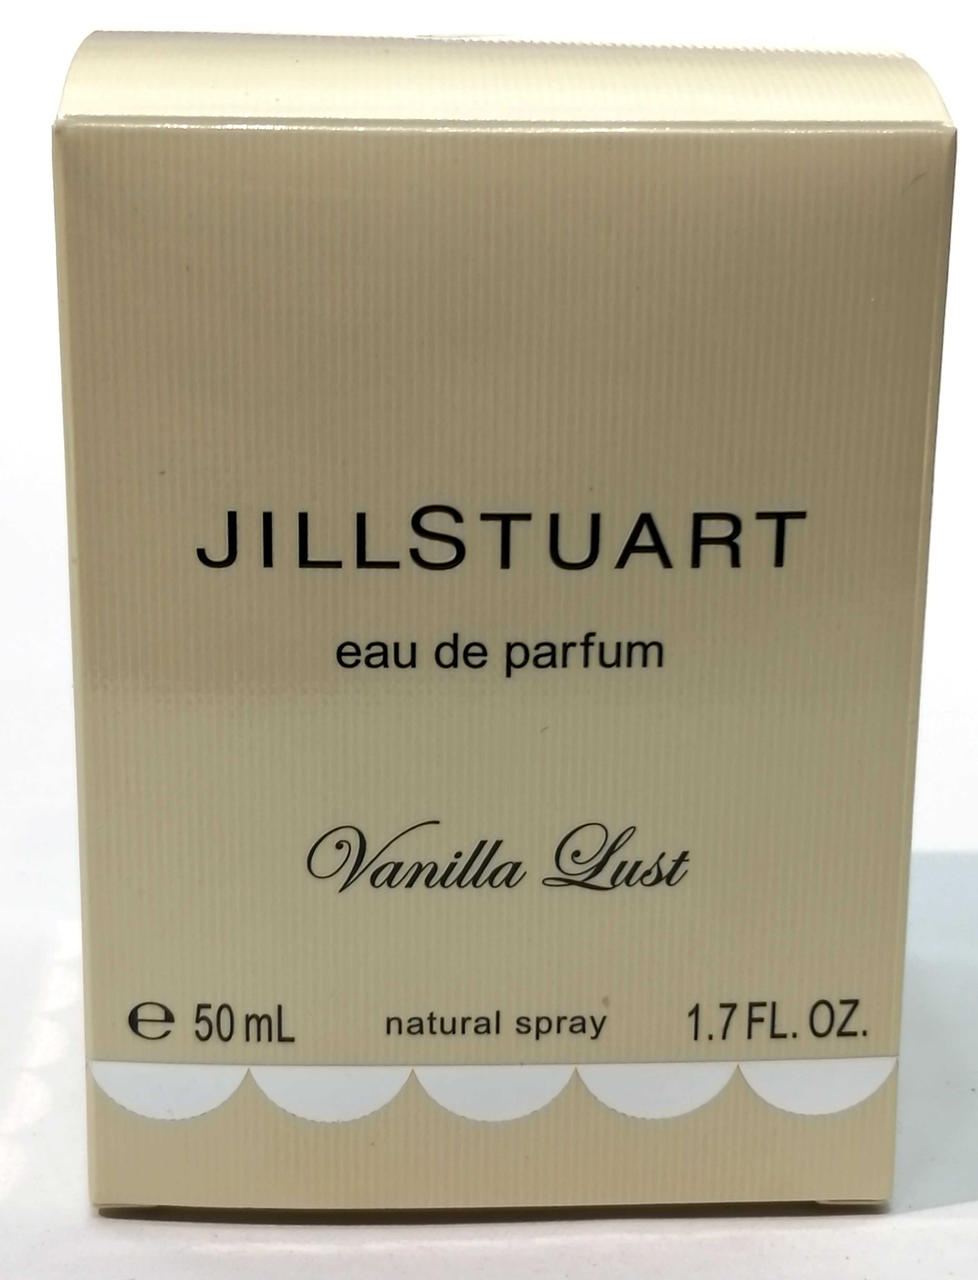 JILLSTUART
eau de parfum
Vanilla Lust
℮ 50 mL natural spray 1.7 FL. OZ.